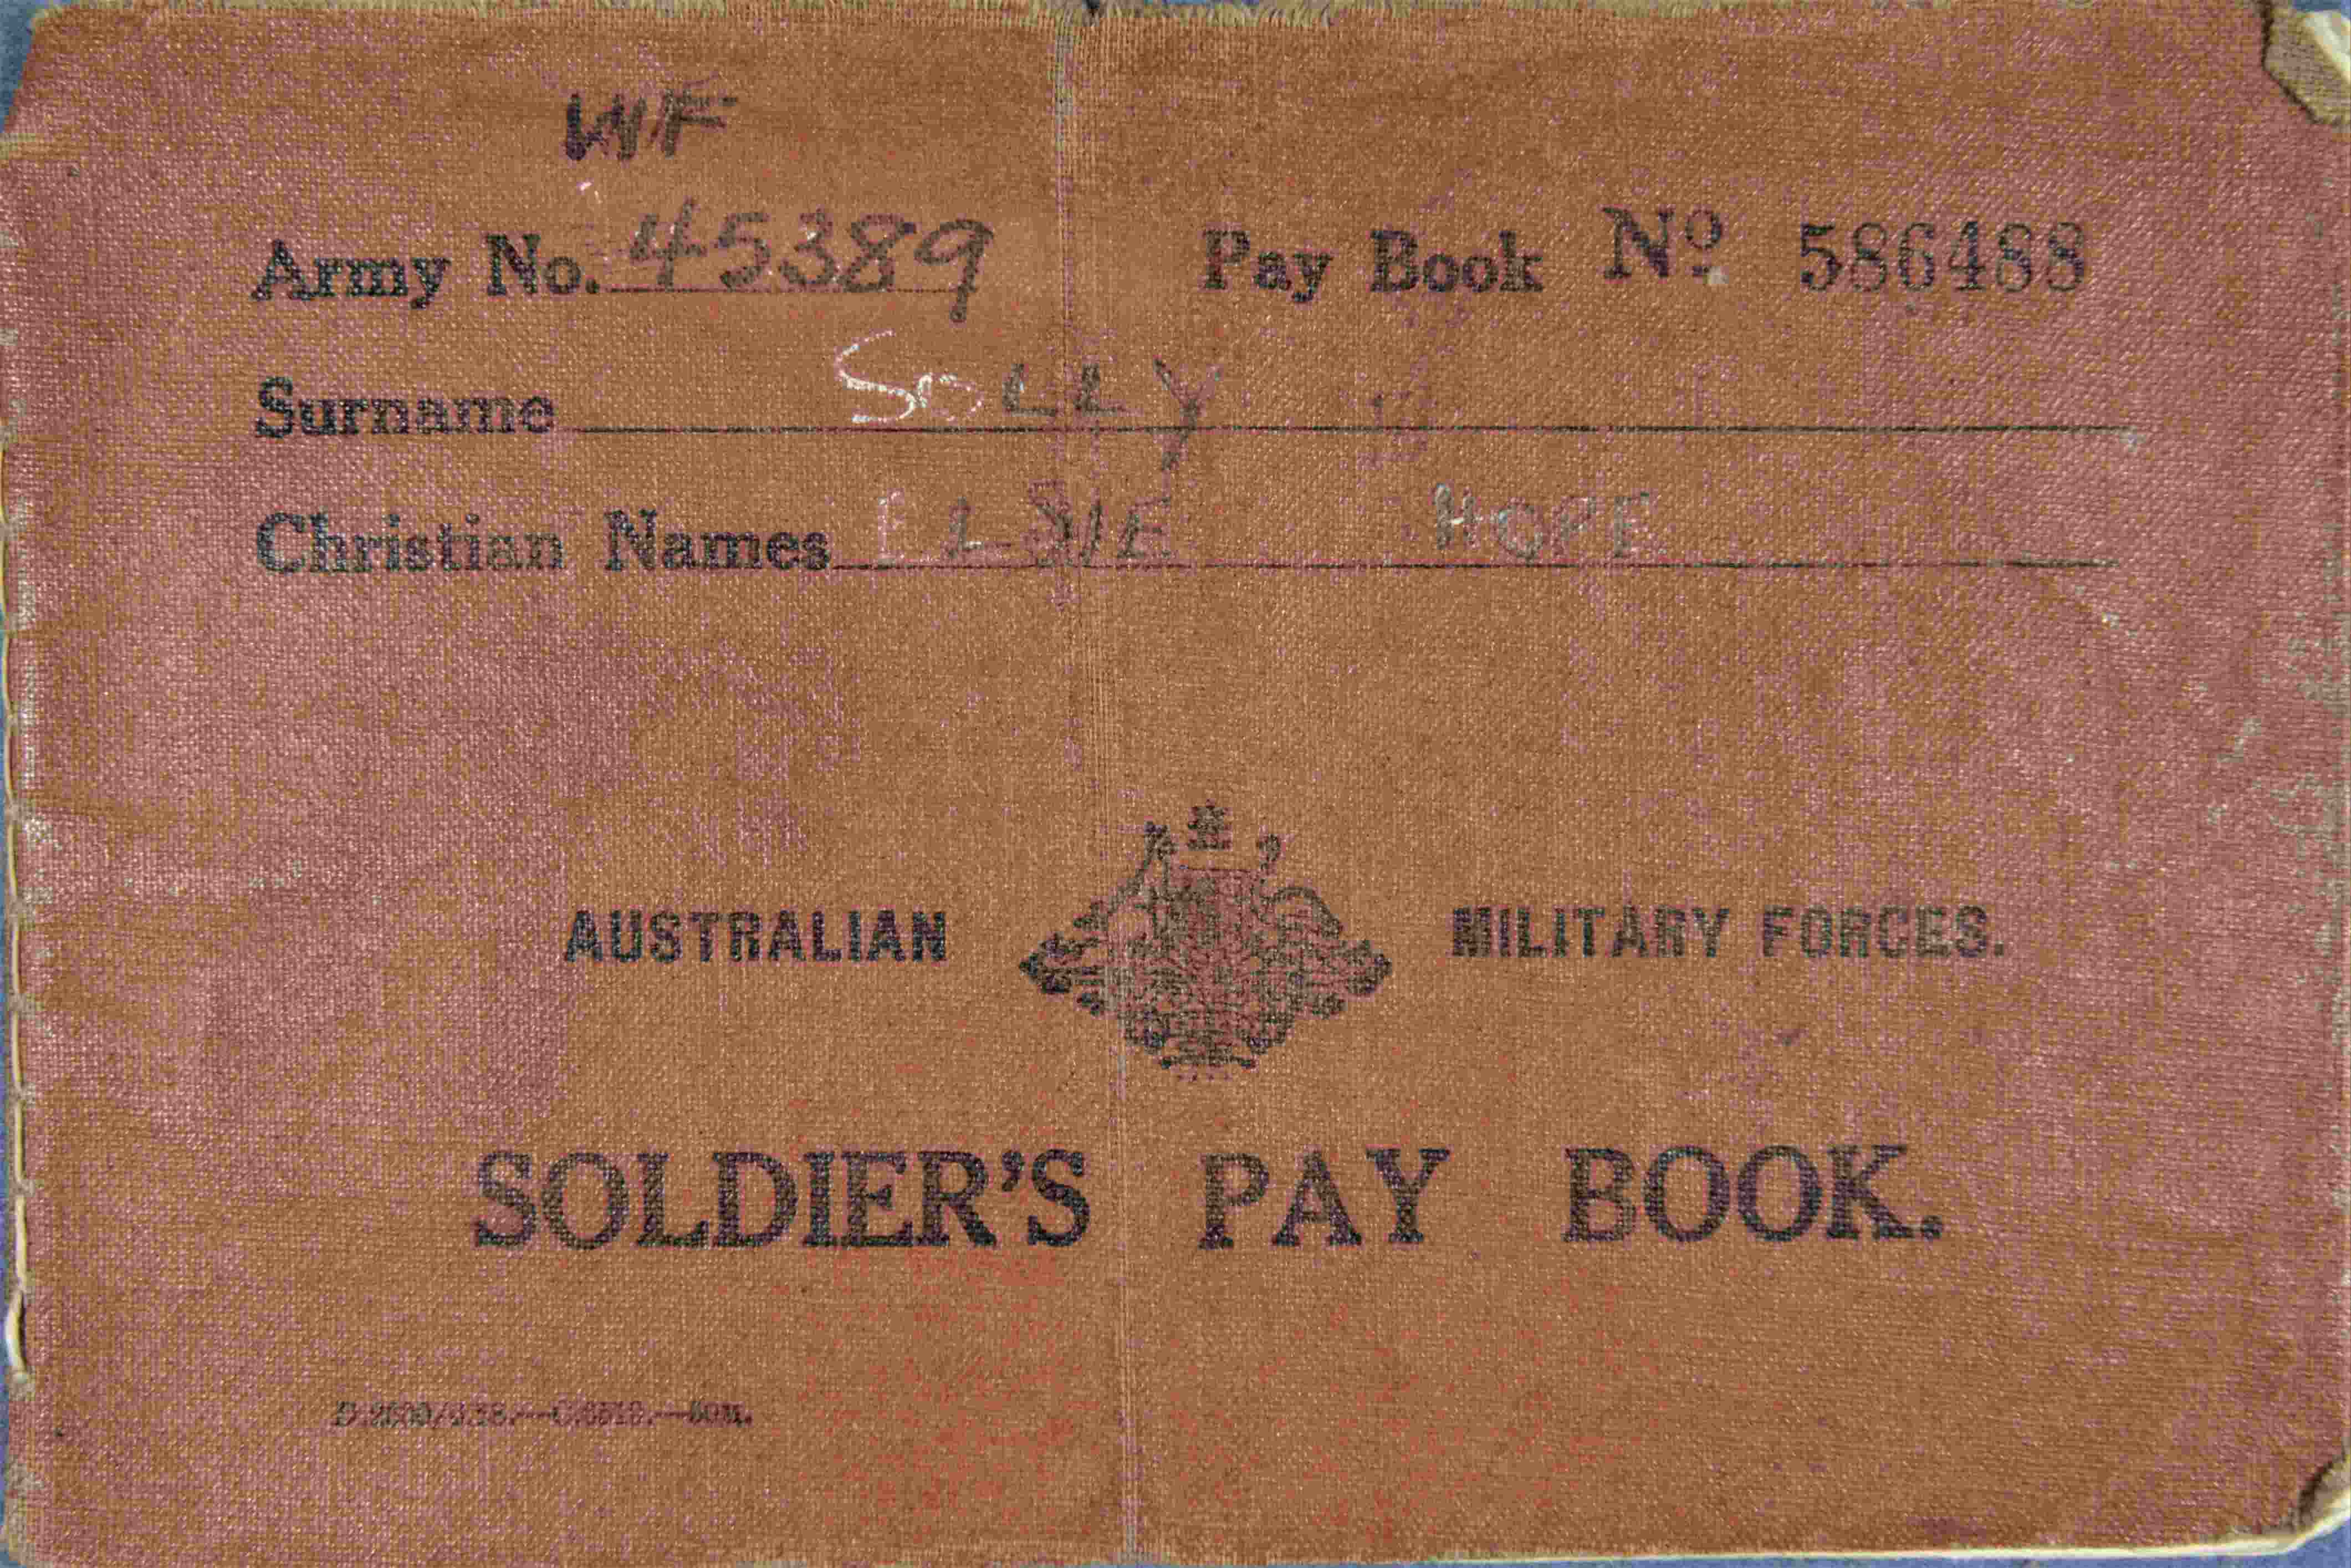 WF
Army No. 45389 Pay Book No 586488
Surname SOLLY
Christian Names ELSIE HOPE
AUSTRALIAN MILITARY FORCES.
SOLDIER'S PAY BOOK.